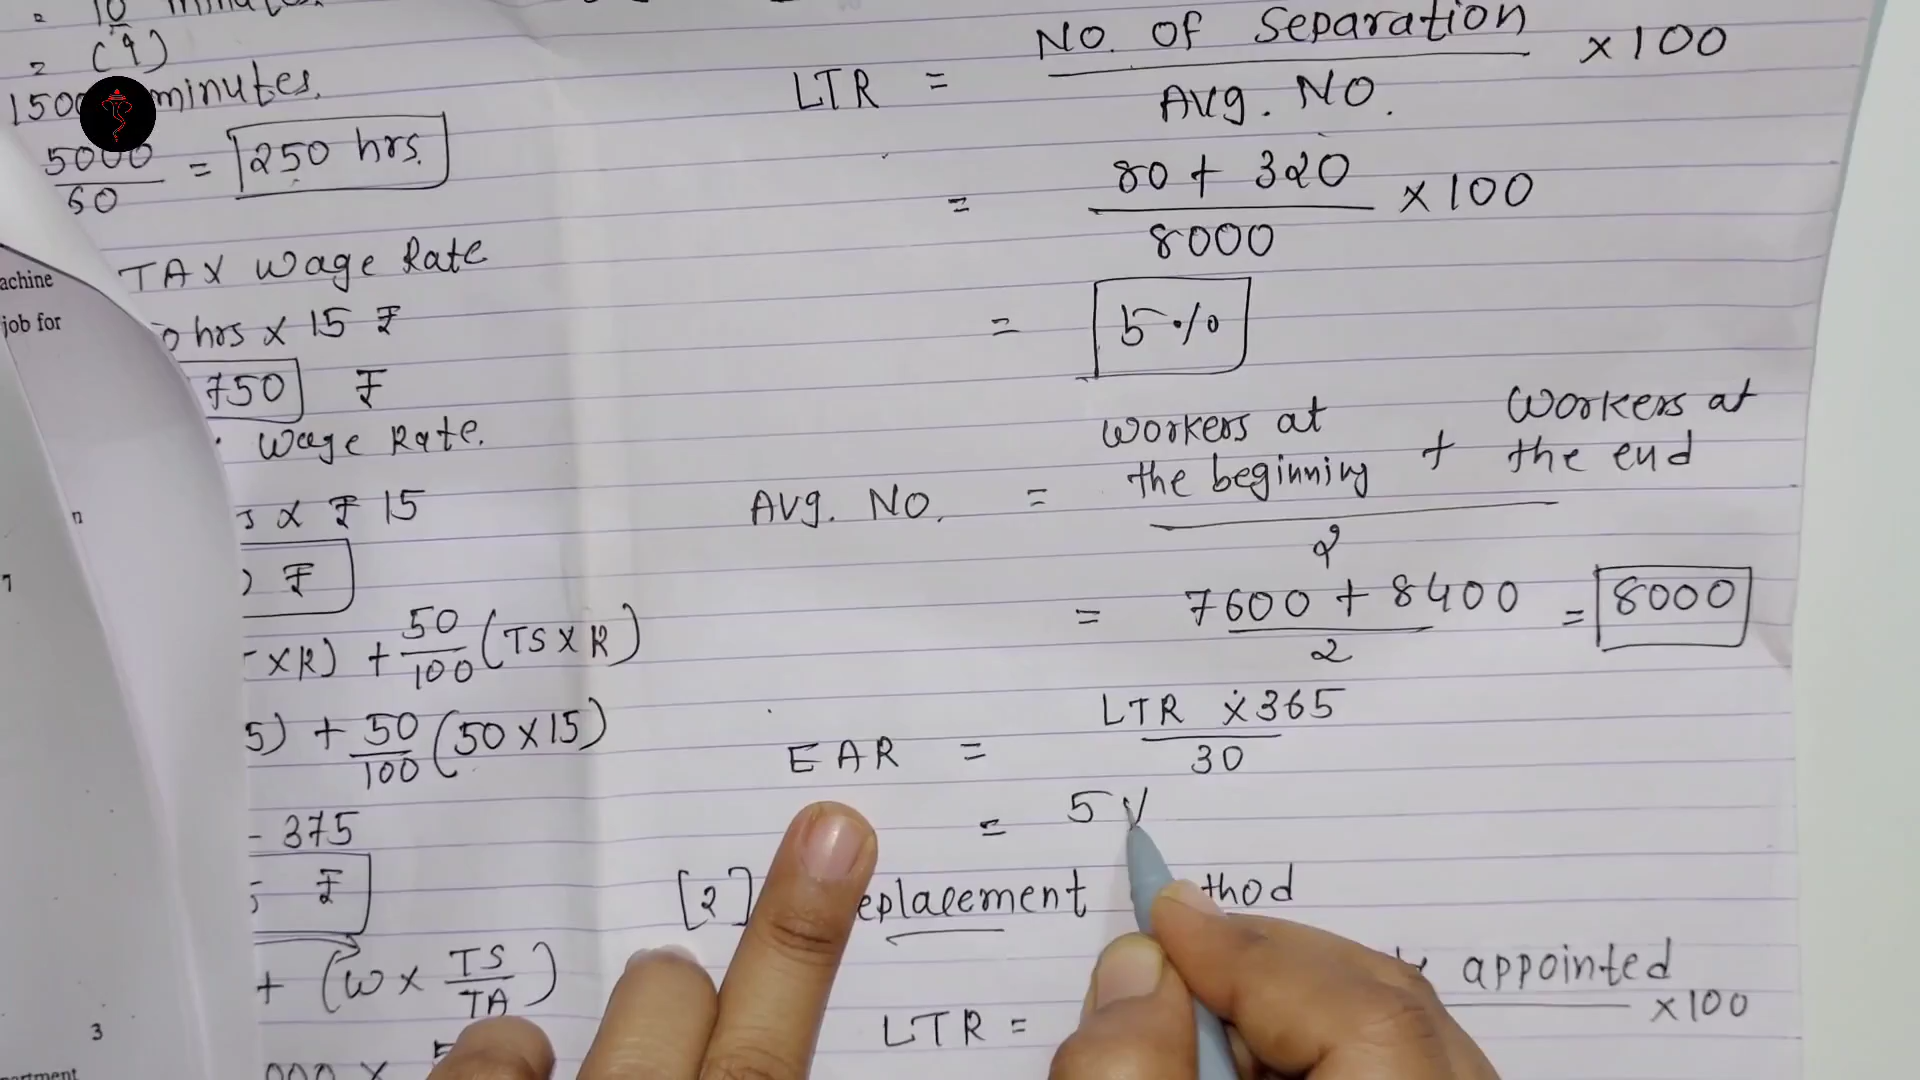 = 10 minutes.
= (9)
1500 minutes.
5000
60
= 250 hrs.
TA X Wage Rate
hrs x 15 ₹
750 ₹
Wage Rate.
x ₹ 15
₹
x R) + 50/100 (TS X R)
5) + 50/100 (50 X 15)
- 375
₹
+ (W X TS/TA)
000 x
achine
job for
n
7
3
partment
LTR = No. of Separation x 100
Avg. No.
= 80 + 320 x 100
8000
= 5 %
Avg. No. = Workers at the beginning + Workers at the end
2
= 7600 + 8400 = 8000
2
EAR = LTR x 365
30
= 5
[2] eplacement thod
appointed
LTR = x 100